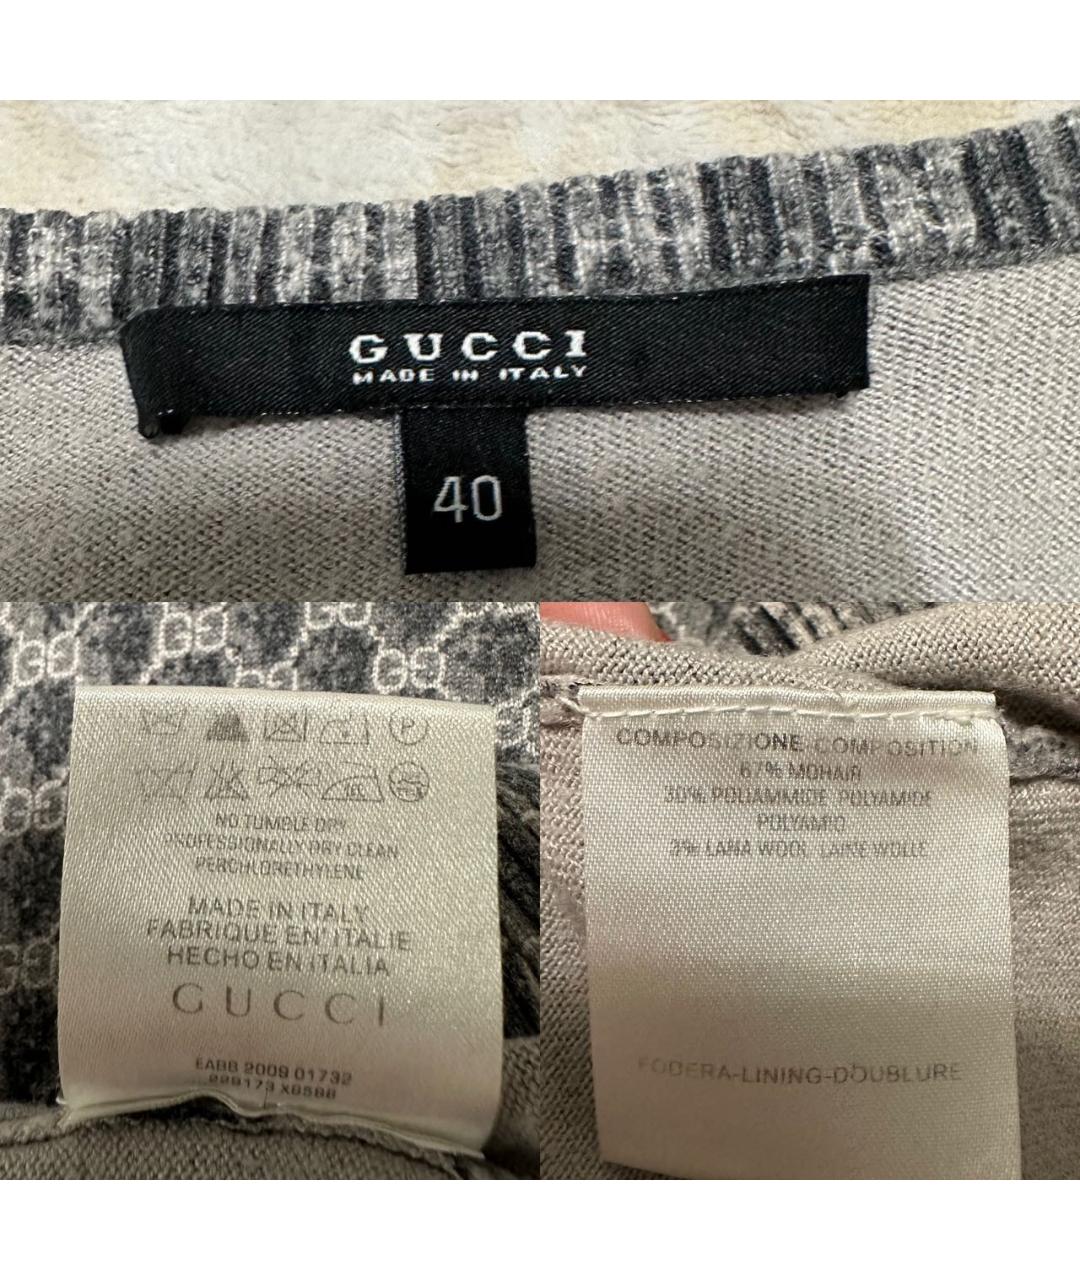 GUCCI
MADE IN ITALY
40
NO TUMBLE DRY
PROFESSIONALLY DRY CLEAN
PERCHLORETHYLENE
MADE IN ITALY
FABRIQUE EN ITALIE
HECHO EN ITALIA
GUCCI
EABB 2009 01732
229173 X8588
COMPOSIZIONE-COMPOSITION
67% MOHAIR
30% POLIAMMIDE POLYAMIDE
POLYAMID
3% LANA WOOL LAINE WOLLE
FODERA-LINING-DOUBLURE